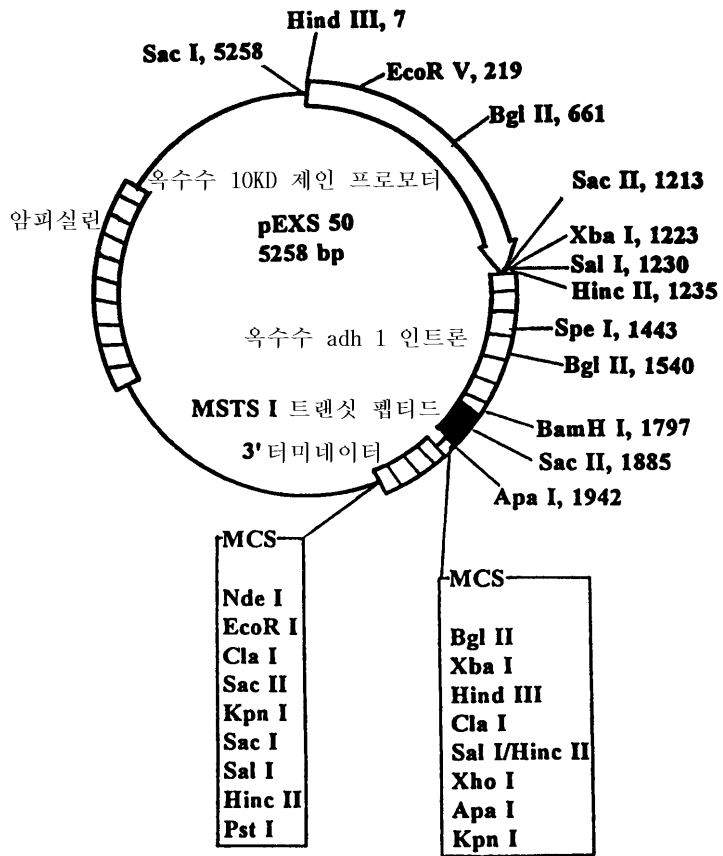 Hind III, 7
Sac I, 5258
EcoR V, 219
Bgl II, 661
옥수수 10KD 제인 프로모터
암피실린
pEXS 50
5258 bp
Sac II, 1213
Xba I, 1223
Sal I, 1230
Hinc II, 1235
옥수수 adh 1 인트론
Spe I, 1443
Bgl II, 1540
MSTS I 트랜싯 펩티드
BamH I, 1797
3' 터미네이터
Sac II, 1885
Apa I, 1942
MCS
Nde I
EcoR I
Cla I
Sac II
Kpn I
Sac I
Sal I
Hinc II
Pst I
MCS
Bgl II
Xba I
Hind III
Cla I
Sal I/Hinc II
Xho I
Apa I
Kpn I